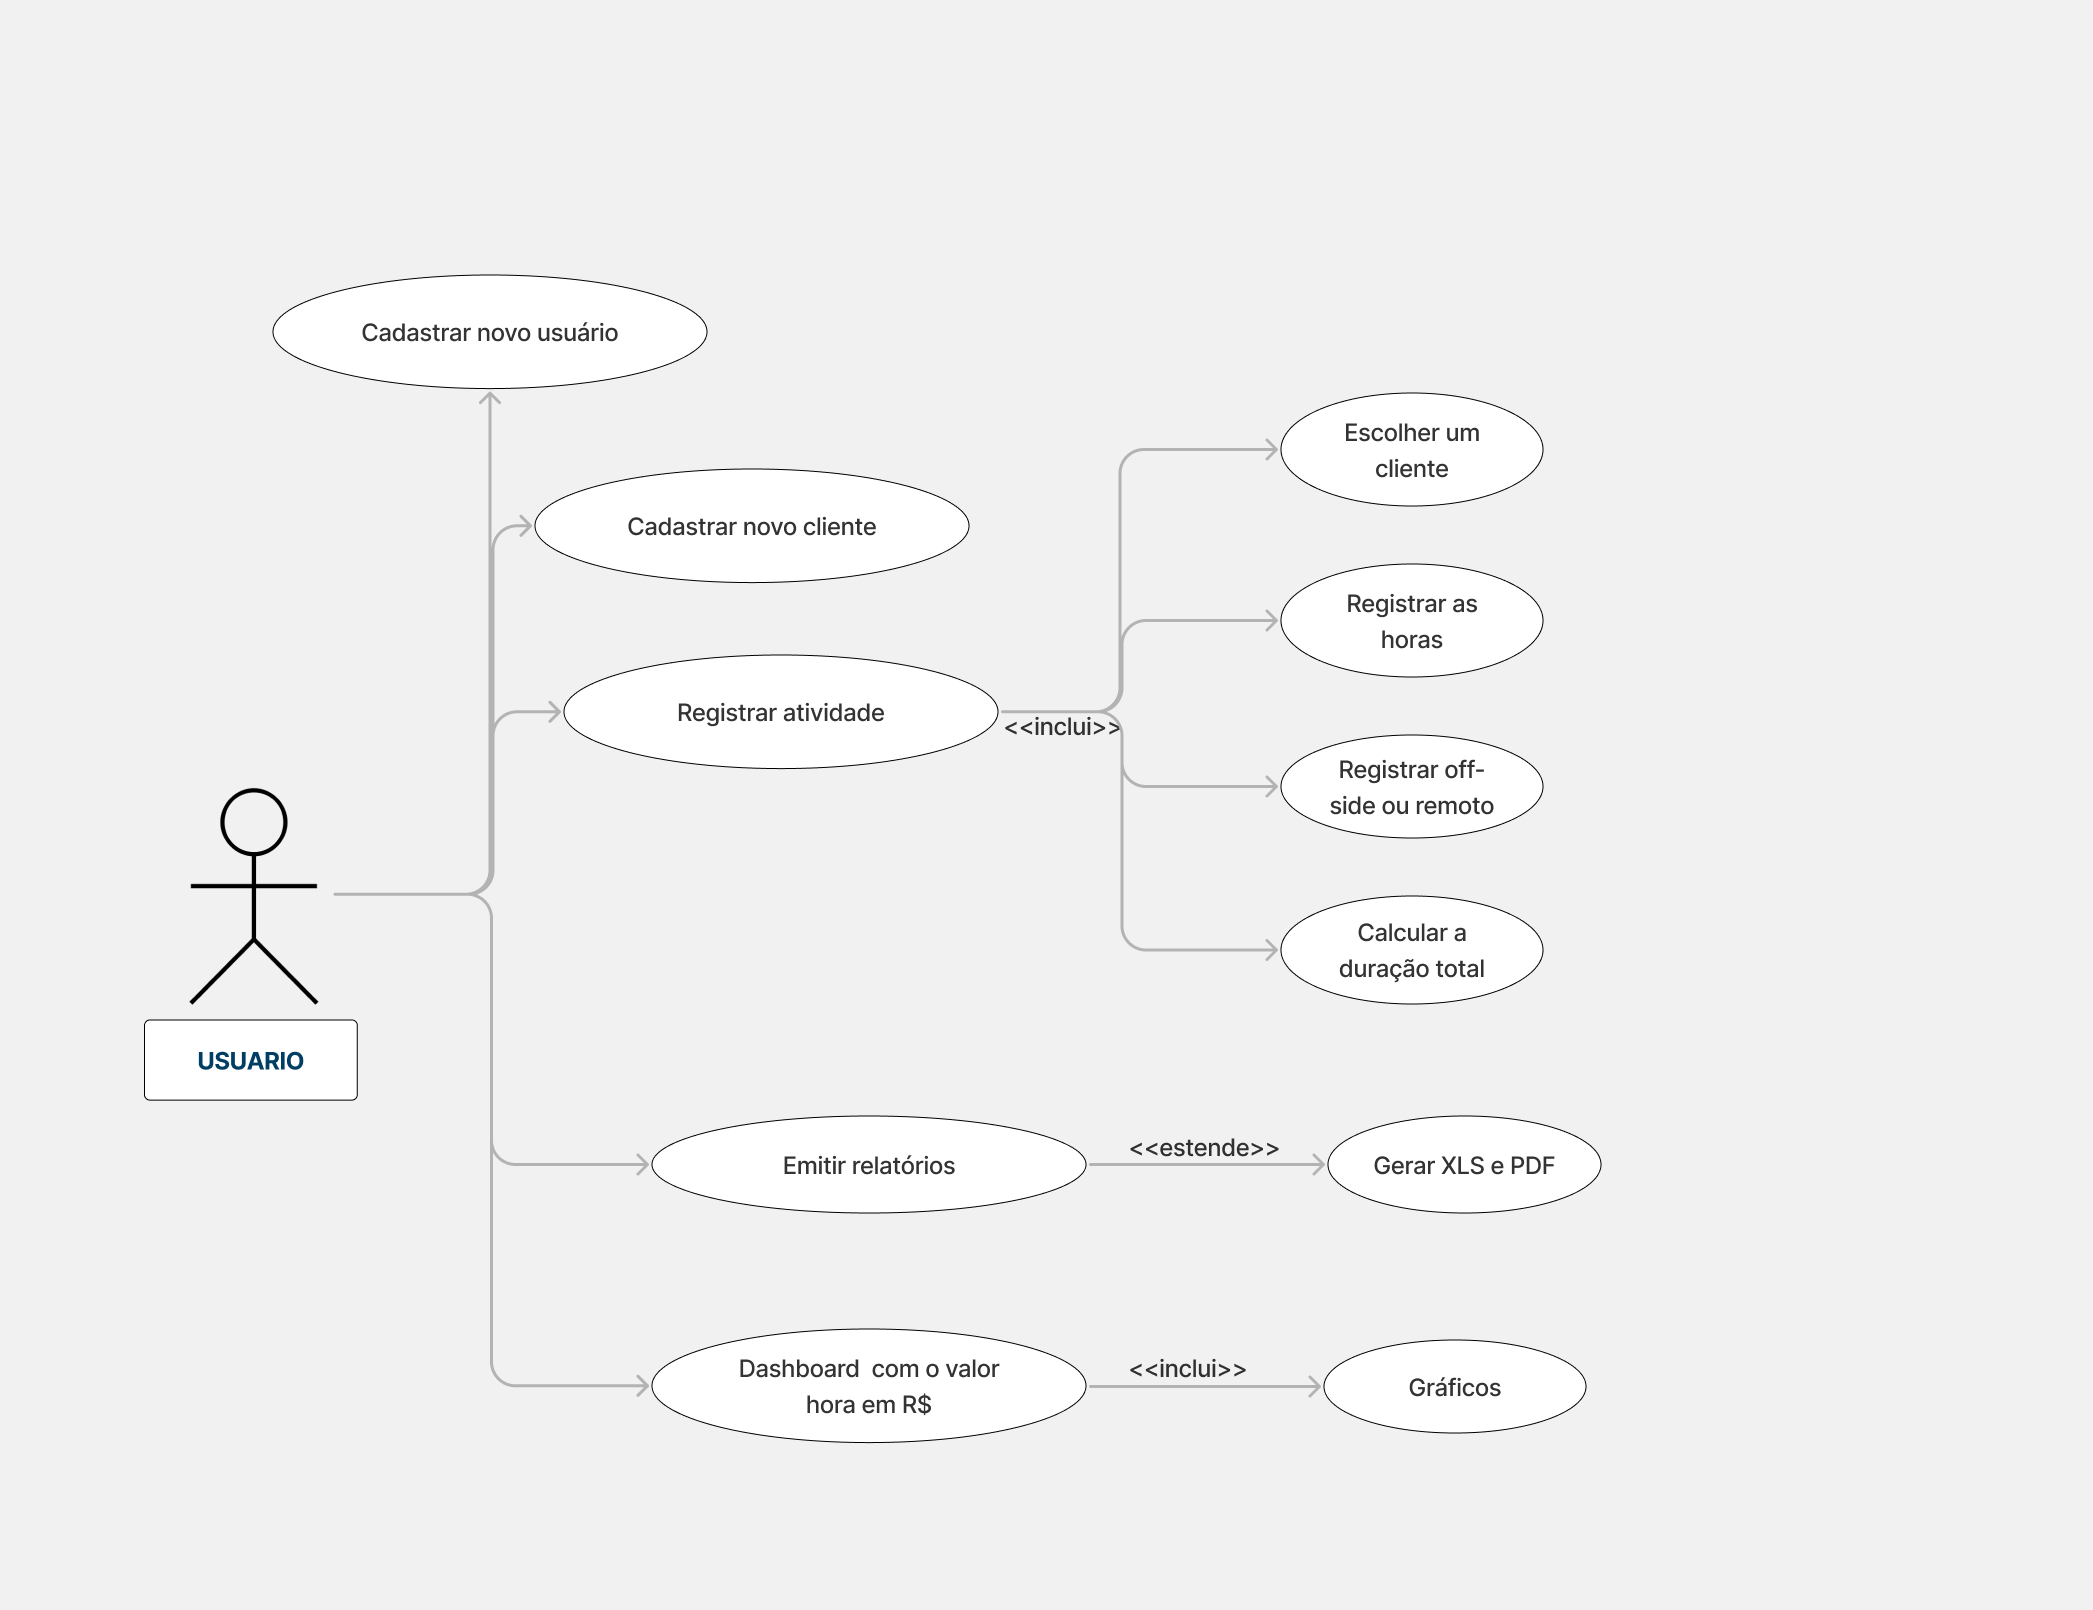 Cadastrar novo usuário
Cadastrar novo cliente
Registrar atividade
<<inclui>>
Escolher um
cliente
Registrar as
horas
Registrar off-
side ou remoto
Calcular a
duração total
USUARIO
Emitir relatórios
<<estende>>
Gerar XLS e PDF
Dashboard  com o valor
hora em R$
<<inclui>>
Gráficos